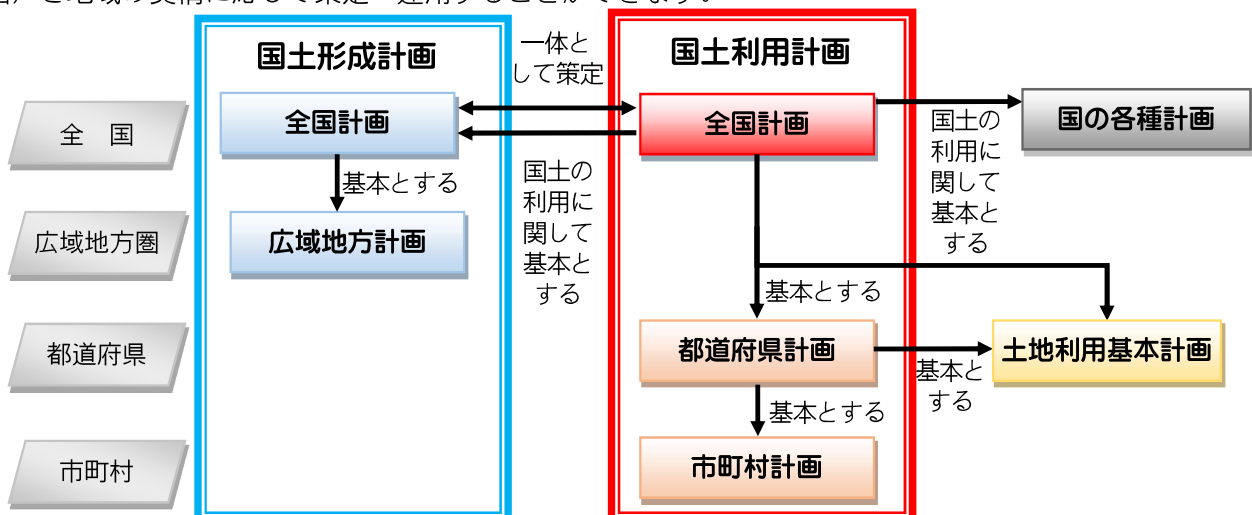 国土形成計画
一体と
して策定
国土利用計画
全　国
全国計画
全国計画
国の各種計画
基本とする
国土の
利用に
関して
基本と
する
国土の
利用に
関して
基本と
する
広域地方圏
広域地方計画
基本とする
都道府県
都道府県計画
基本と
する
土地利用基本計画
基本とする
市町村
市町村計画